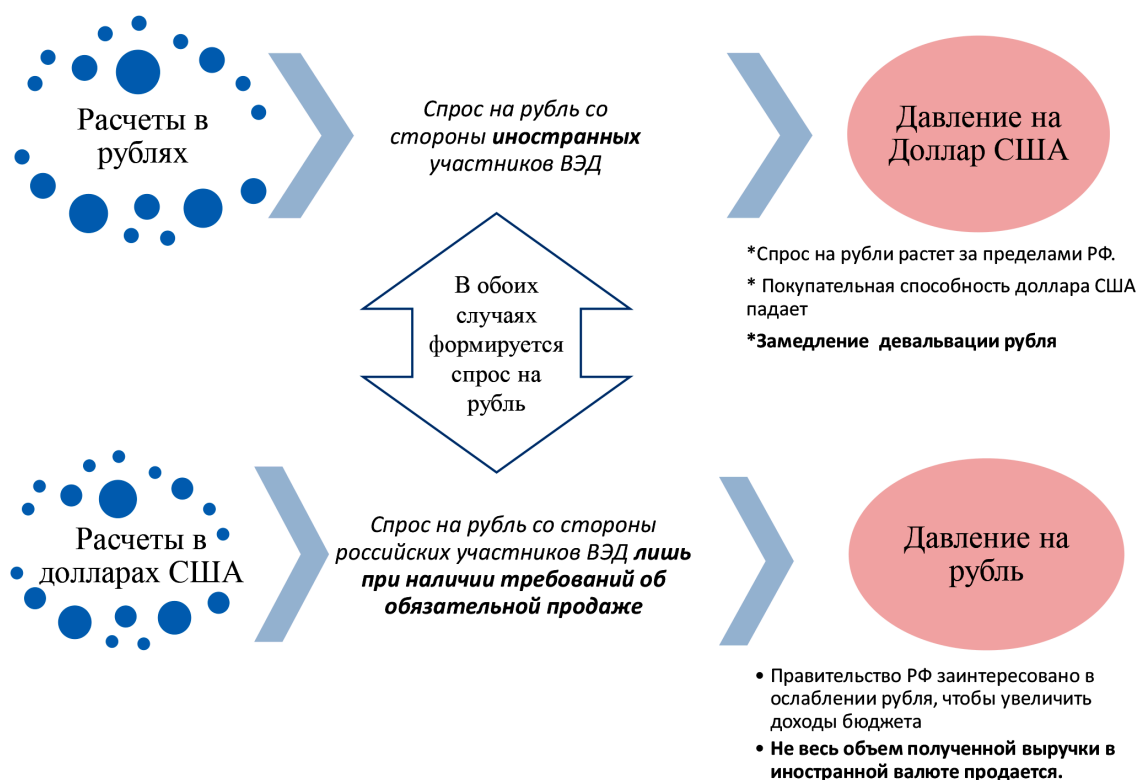 Расчеты в
рублях
Спрос на рубль со
стороны иностранных
участников ВЭД
Давление на
Доллар США
*Спрос на рубли растет за пределами РФ.
* Покупательная способность доллара США
падает
*Замедление девальвации рубля
В обоих
случаях
формируется
спрос на
рубль
Расчеты в
долларах США
Спрос на рубль со стороны
российских участников ВЭД лишь
при наличии требований об
обязательной продаже
Давление на
рубль
• Правительство РФ заинтересовано в
ослаблении рубля, чтобы увеличить
доходы бюджета
• Не весь объем полученной выручки в
иностранной валюте продается.